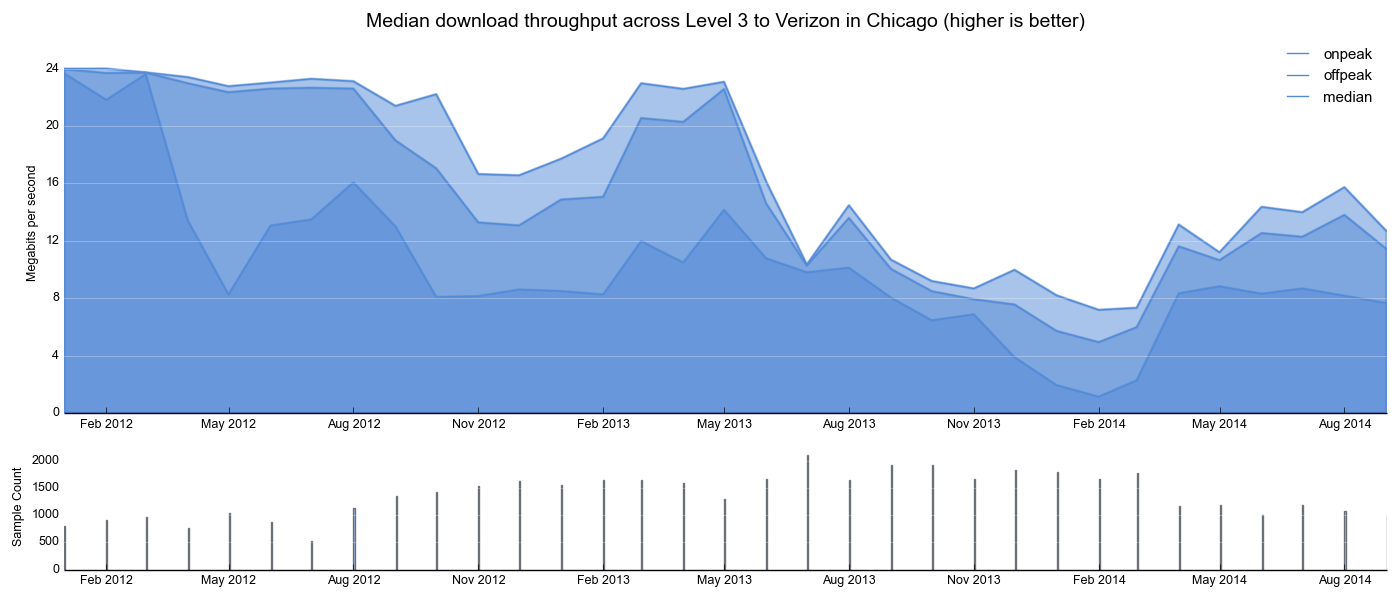 Median download throughput across Level 3 to Verizon in Chicago (higher is better)
onpeak
offpeak
median
Megabits per second
24
20
16
12
8
4
0
Feb 2012 May 2012 Aug 2012 Nov 2012 Feb 2013 May 2013 Aug 2013 Nov 2013 Feb 2014 May 2014 Aug 2014
Sample Count
2000
1500
1000
500
0
Feb 2012 May 2012 Aug 2012 Nov 2012 Feb 2013 May 2013 Aug 2013 Nov 2013 Feb 2014 May 2014 Aug 2014